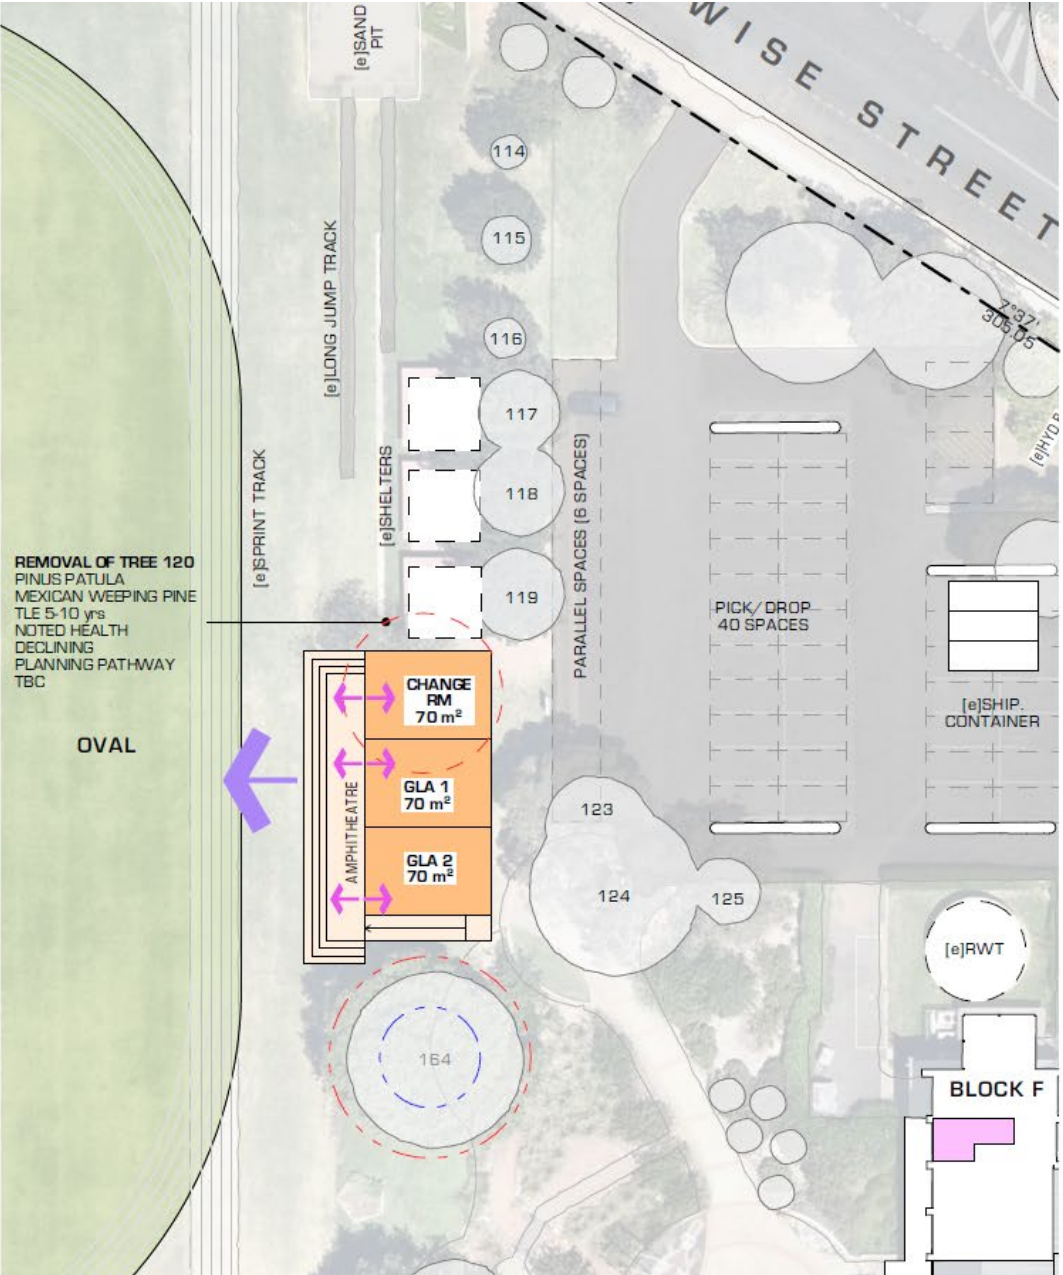 [e]SAND
PIT
WISE STREET
114
115
116
[e]LONG JUMP TRACK
7°37'
305.05
117
118
119
[e]SHELTERS
[e]SPRINT TRACK
PARALLEL SPACES (6 SPACES)
REMOVAL OF TREE 120
PINUS PATULA
MEXICAN WEEPING PINE
TLE 5-10 yrs
NOTED HEALTH
DECLINING
PLANNING PATHWAY
TBC
PICK/DROP
40 SPACES
[e]SHIP.
CONTAINER
CHANGE
RM
70 m²
OVAL
GLA 1
70 m²
AMPHITHEATRE
GLA 2
70 m²
123
124
125
[e]RWT
164
BLOCK F